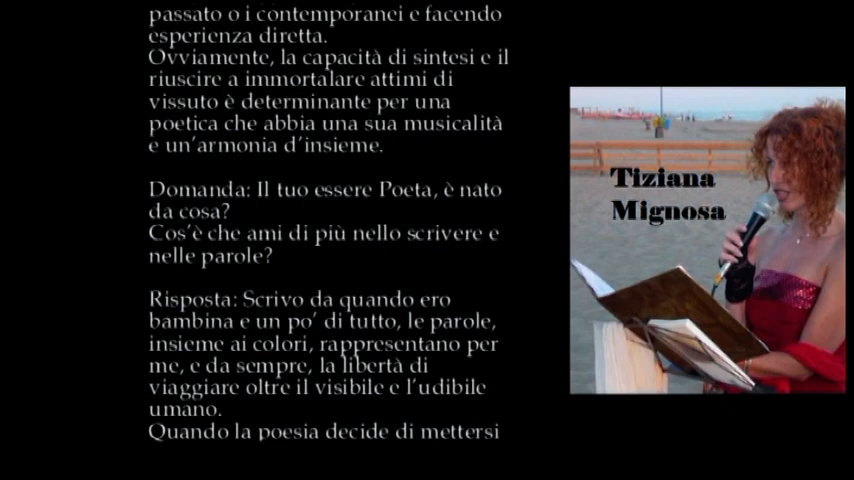 passato o i contemporanei e facendo
esperienza diretta.
Ovviamente, la capacità di sintesi e il
riuscire a immortalare attimi di
vissuto è determinante per una
poetica che abbia una sua musicalità
e un'armonia d'insieme.
Domanda: Il tuo essere Poeta, è nato
da cosa?
Cos'è che ami di più nello scrivere e
nelle parole?
Risposta: Scrivo da quando ero
bambina e un po' di tutto, le parole,
insieme ai colori, rappresentano per
me, e da sempre, la libertà di
viaggiare oltre il visibile e l'udibile
umano.
Quando la poesia decide di mettersi
Tiziana
Mignosa